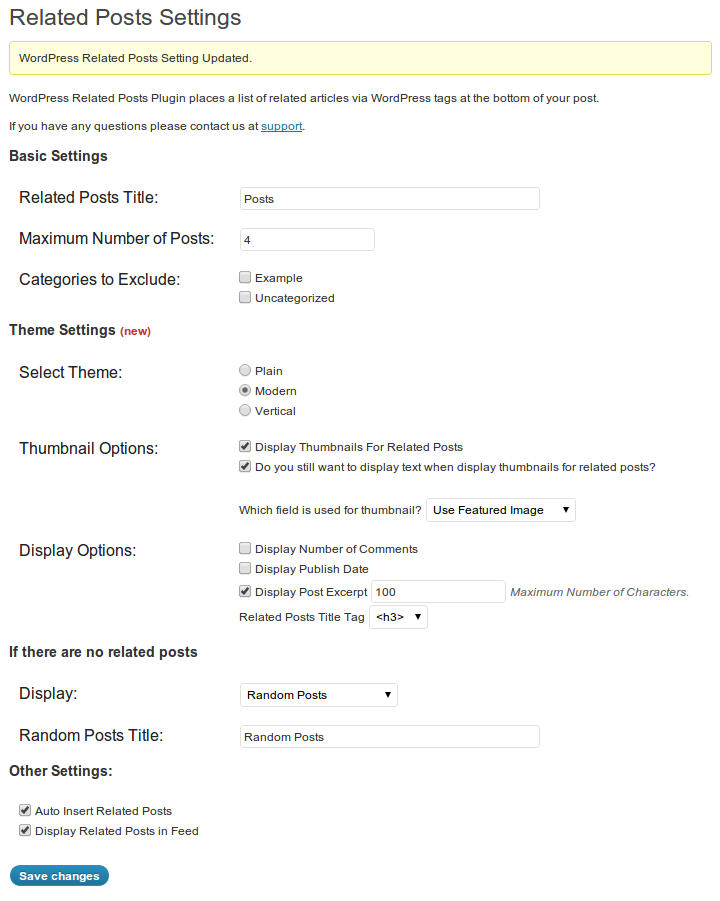 Related Posts Settings
WordPress Related Posts Setting Updated.
WordPress Related Posts Plugin places a list of related articles via WordPress tags at the bottom of your post.
If you have any questions please contact us at support.
Basic Settings
Related Posts Title: Posts
Maximum Number of Posts: 4
Categories to Exclude: Example
Uncategorized
Theme Settings (new)
Select Theme: Plain
Modern
Vertical
Thumbnail Options: Display Thumbnails For Related Posts
Do you still want to display text when display thumbnails for related posts?
Which field is used for thumbnail? Use Featured Image
Display Options: Display Number of Comments
Display Publish Date
Display Post Excerpt 100 Maximum Number of Characters.
Related Posts Title Tag <h3>
If there are no related posts
Display: Random Posts
Random Posts Title: Random Posts
Other Settings:
Auto Insert Related Posts
Display Related Posts in Feed
Save changes